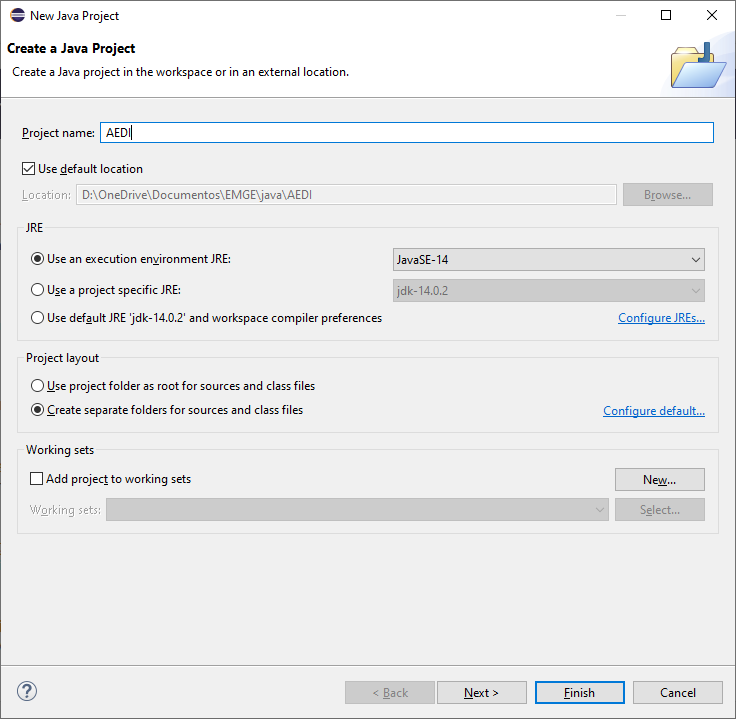 New Java Project
Create a Java Project
Create a Java project in the workspace or in an external location.
Project name: AEDI
Use default location
Location: D:\OneDrive\Documentos\EMGE\java\AEDI Browse...
JRE
Use an execution environment JRE: JavaSE-14
Use a project specific JRE: jdk-14.0.2
Use default JRE 'jdk-14.0.2' and workspace compiler preferences Configure JREs...
Project layout
Use project folder as root for sources and class files
Create separate folders for sources and class files Configure default...
Working sets
Add project to working sets New...
Working sets: Select...
? < Back Next > Finish Cancel